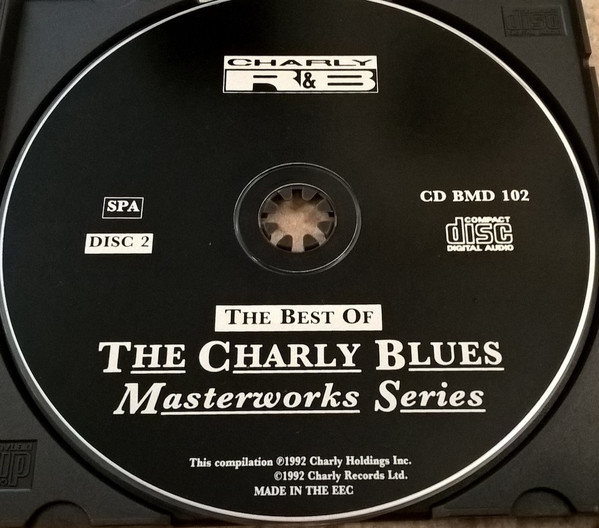 CHARLY
R&B
SPA
DISC 2
CD BMD 102
COMPACT
disc
DIGITAL AUDIO
THE BEST OF
THE CHARLY BLUES
Masterworks Series
This compilation ℗1992 Charly Holdings Inc.
©1992 Charly Records Ltd.
MADE IN THE EEC
disc